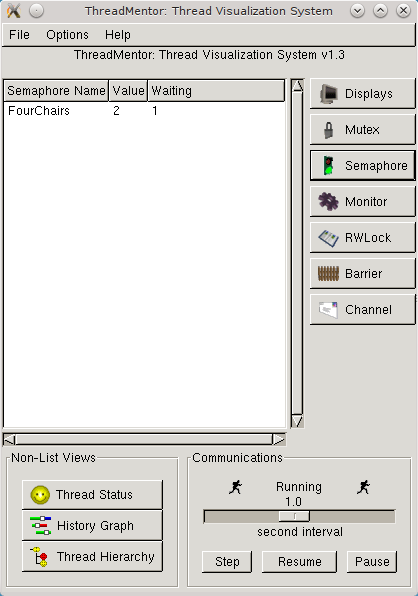 ThreadMentor: Thread Visualization System
File Options Help
ThreadMentor: Thread Visualization System v1.3
Semaphore Name Value Waiting
FourChairs 2 1
Displays
Mutex
Semaphore
Monitor
RWLock
Barrier
Channel
Non-List Views
Thread Status
History Graph
Thread Hierarchy
Communications
Running
1.0
second interval
Step Resume Pause